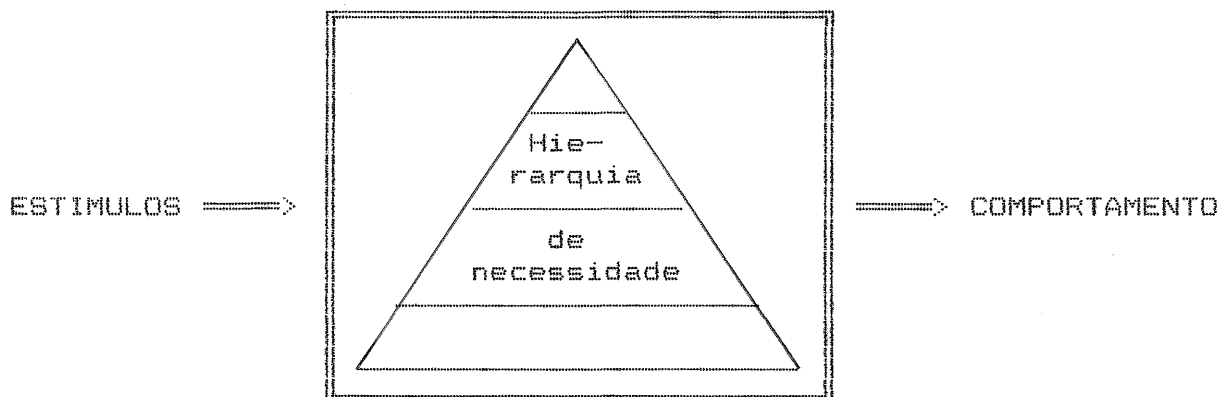 Hie-
rarquia
ESTIMULOS ⇒ ⇒ COMPORTAMENTO
de
necessidade